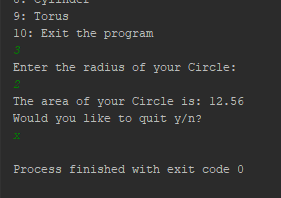 8: Cylinder
9: Torus
10: Exit the program
3
Enter the radius of your Circle:
2
The area of your Circle is: 12.56
Would you like to quit y/n?
x
Process finished with exit code 0